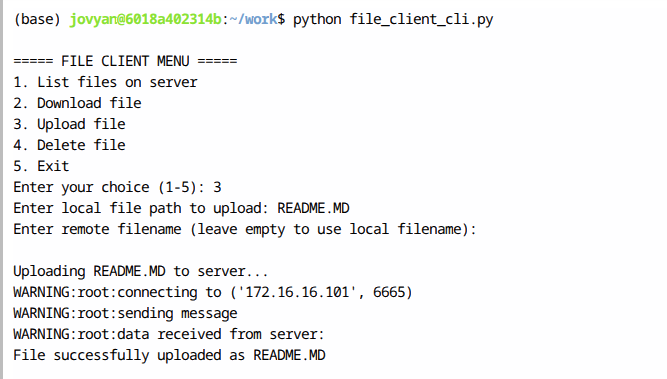 (base) jovyan@6018a402314b:~/work$ python file_client_cli.py
===== FILE CLIENT MENU =====
1. List files on server
2. Download file
3. Upload file
4. Delete file
5. Exit
Enter your choice (1-5): 3
Enter local file path to upload: README.MD
Enter remote filename (leave empty to use local filename):
Uploading README.MD to server...
WARNING:root:connecting to ('172.16.16.101', 6665)
WARNING:root:sending message
WARNING:root:data received from server:
File successfully uploaded as README.MD